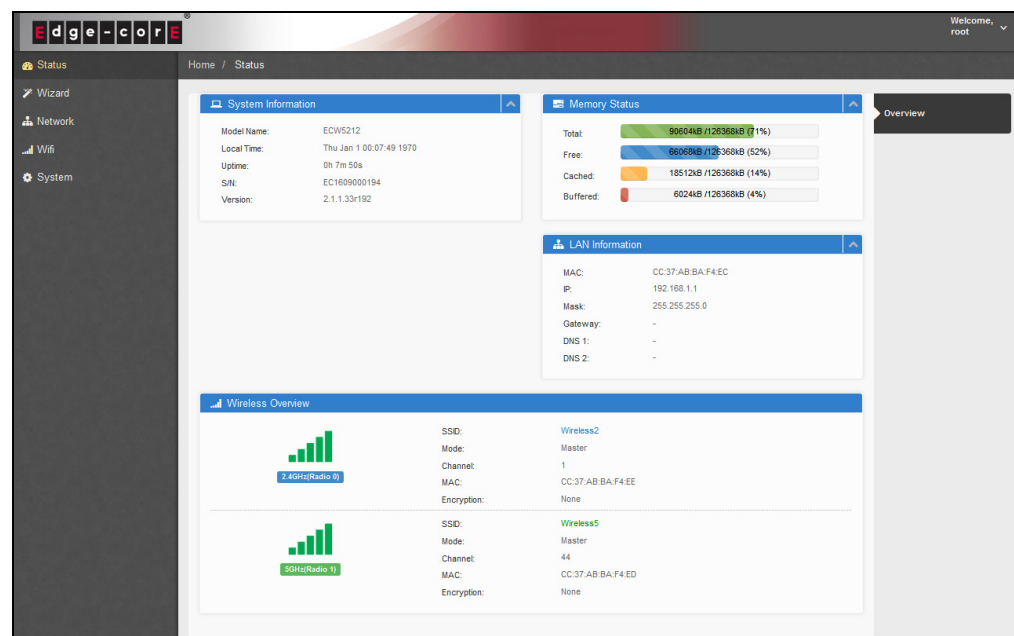 Edge-corE®
Welcome,
root
Status
Home / Status
Wizard
Network
Wifi
System
System Information
Model Name: ECW5212
Local Time: Thu Jan 1 00:07:49 1970
Uptime: 0h 7m 50s
S/N: EC1609000194
Version: 2.1.1.33r192
Memory Status
Total: 90604kB /126368kB (71%)
Free: 66068kB /126368kB (52%)
Cached: 18512kB /126368kB (14%)
Buffered: 6024kB /126368kB (4%)
Overview
LAN Information
MAC: CC:37:AB:BA:F4:EC
IP: 192.168.1.1
Mask: 255.255.255.0
Gateway: -
DNS 1: -
DNS 2: -
Wireless Overview
2.4GHz(Radio 0)
SSID: Wireless2
Mode: Master
Channel: 1
MAC: CC:37:AB:BA:F4:EE
Encryption: None
5GHz(Radio 1)
SSID: Wireless5
Mode: Master
Channel: 44
MAC: CC:37:AB:BA:F4:ED
Encryption: None